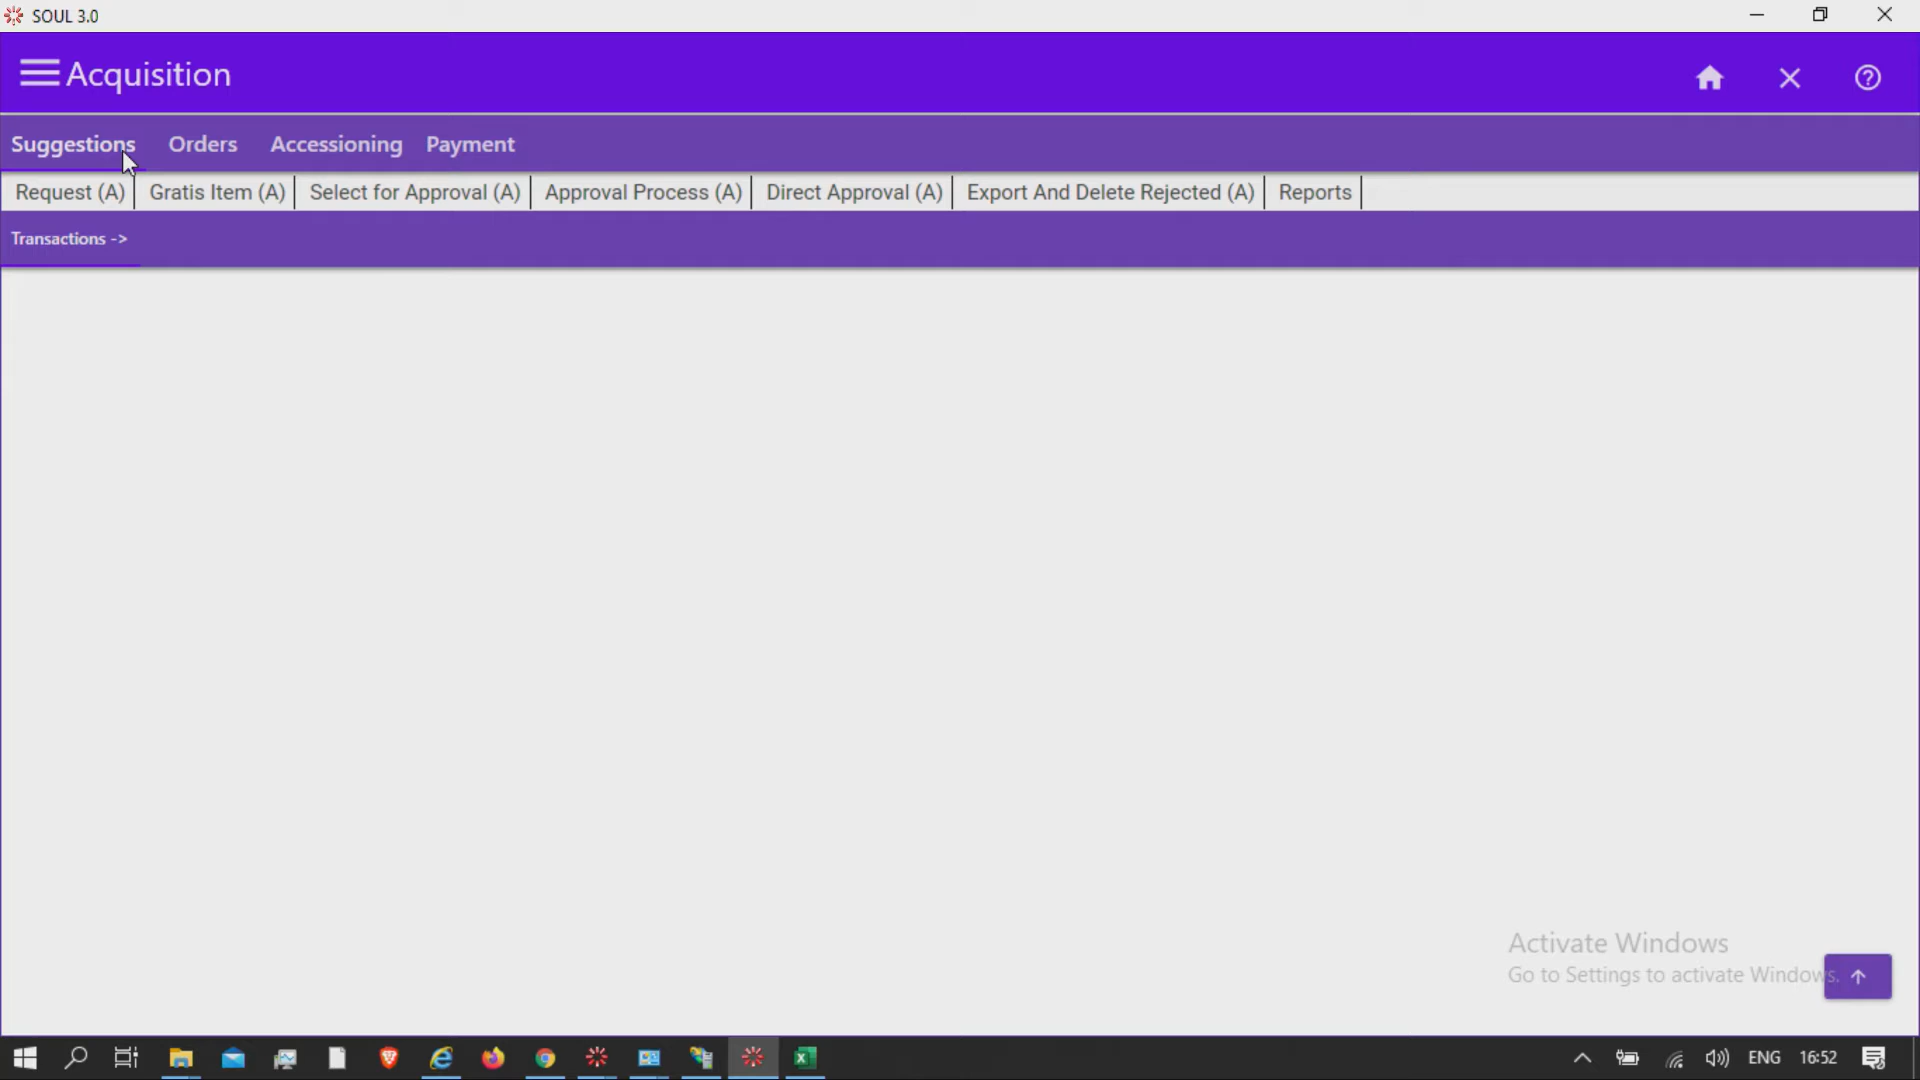 SOUL 3.0
Acquisition
Suggestions Orders Accessioning Payment
Request (A) Gratis Item (A) Select for Approval (A) Approval Process (A) Direct Approval (A) Export And Delete Rejected (A) Reports
Transactions ->
Activate Windows
Go to Settings to activate Windows.
ENG 16:52